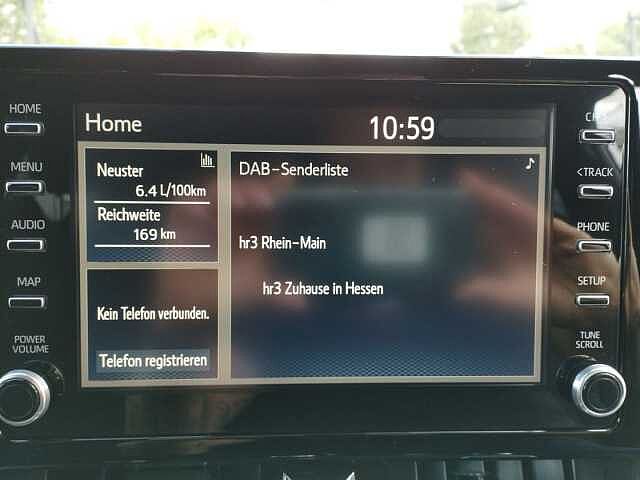 HOME
MENU
AUDIO
MAP
POWER
VOLUME
Home
10:59
Neuster
6.4 L/100km
Reichweite
169 km
Kein Telefon verbunden.
Telefon registrieren
DAB-Senderliste
hr3 Rhein-Main
hr3 Zuhause in Hessen
<TRACK
PHONE
SETUP
TUNE
SCROLL